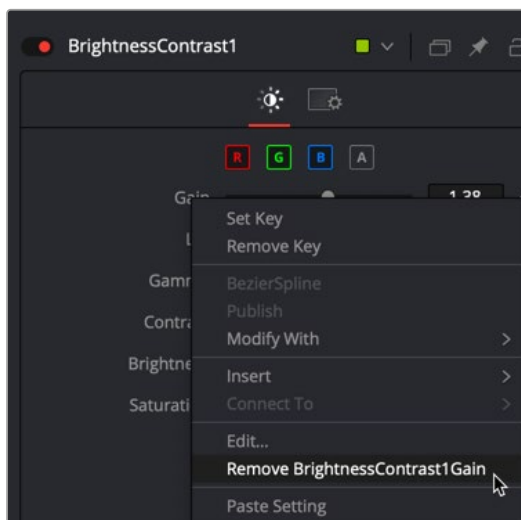 BrightnessContrast1
R G B A
Gain 1.38
L
Gamm
Contra
Brightne
Saturati
Set Key
Remove Key
BezierSpline
Publish
Modify With
Insert
Connect To
Edit...
Remove BrightnessContrast1Gain
Paste Setting